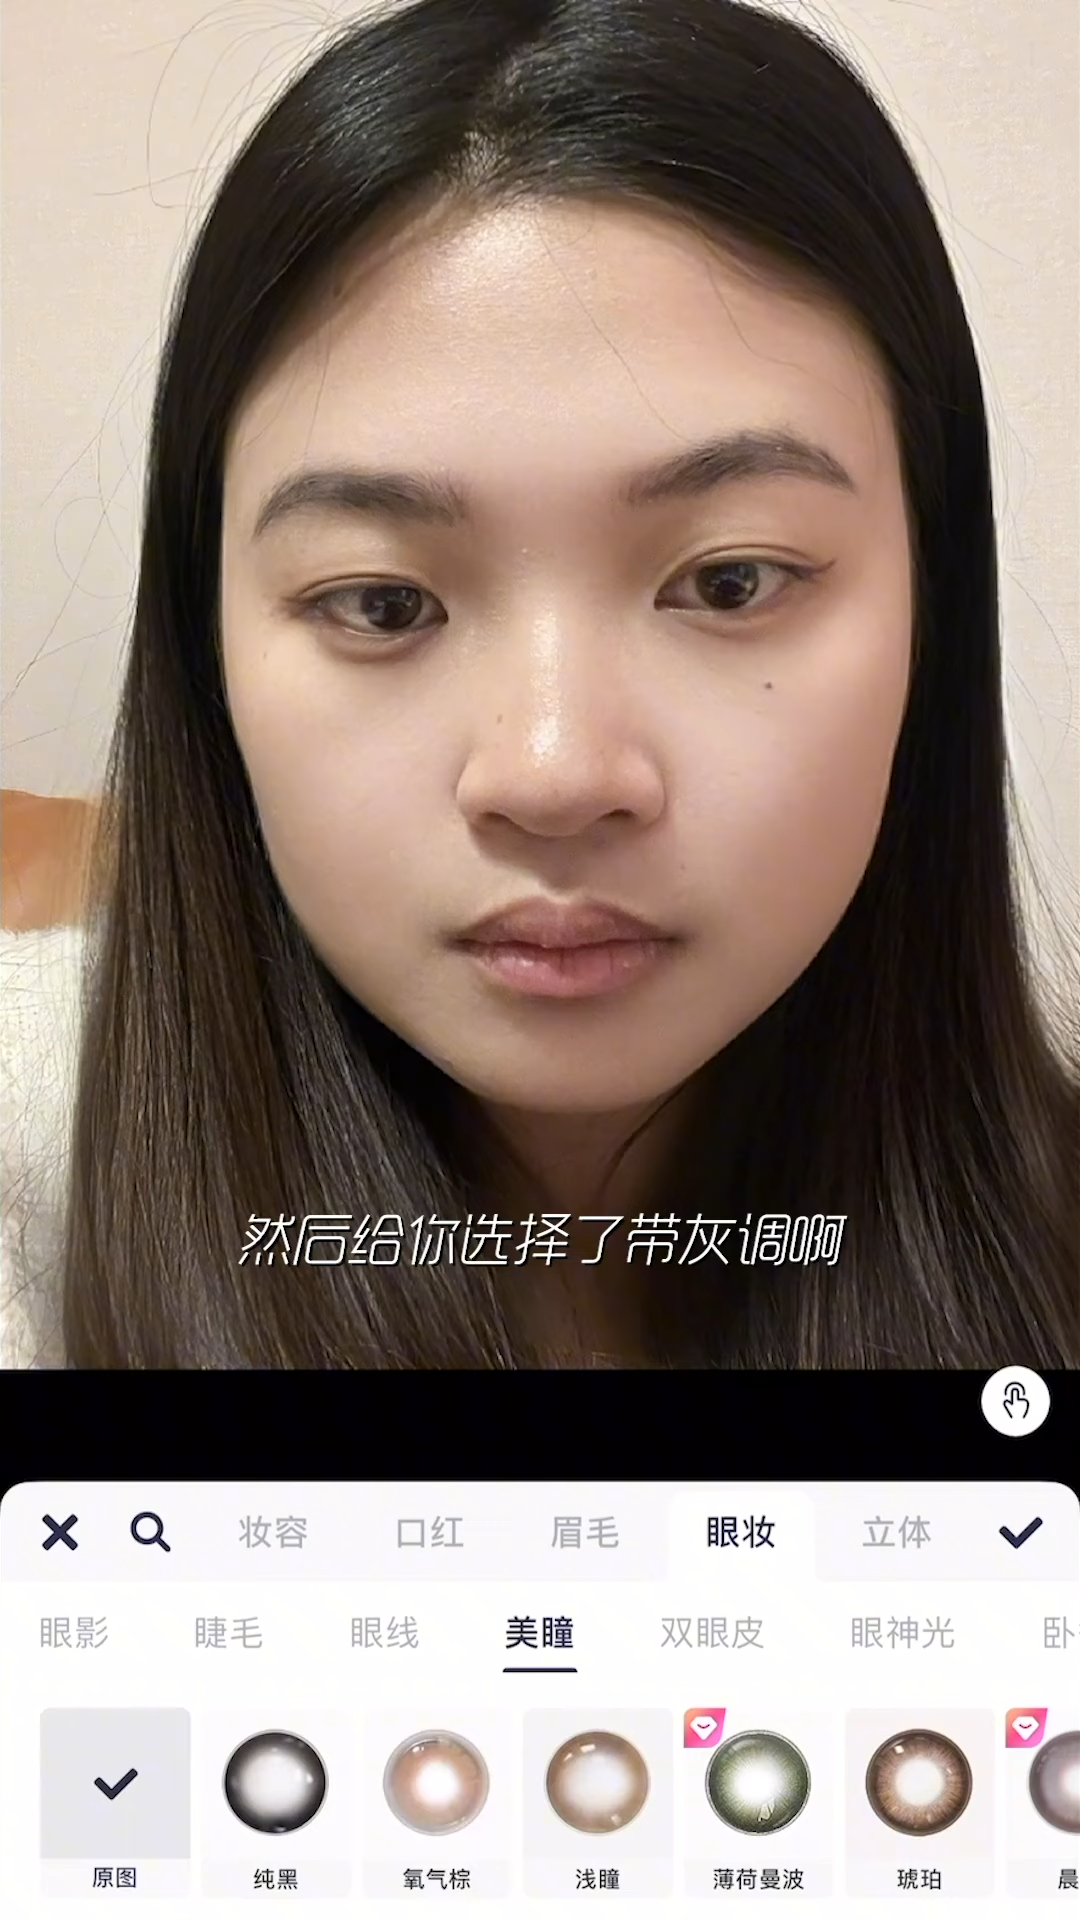 然后给你选择了带灰调啊
妆容 口红 眉毛 眼妆 立体
眼影 睫毛 眼线 美瞳 双眼皮 眼神光 卧
原图 纯黑 氧气棕 浅瞳 薄荷曼波 琥珀 晨